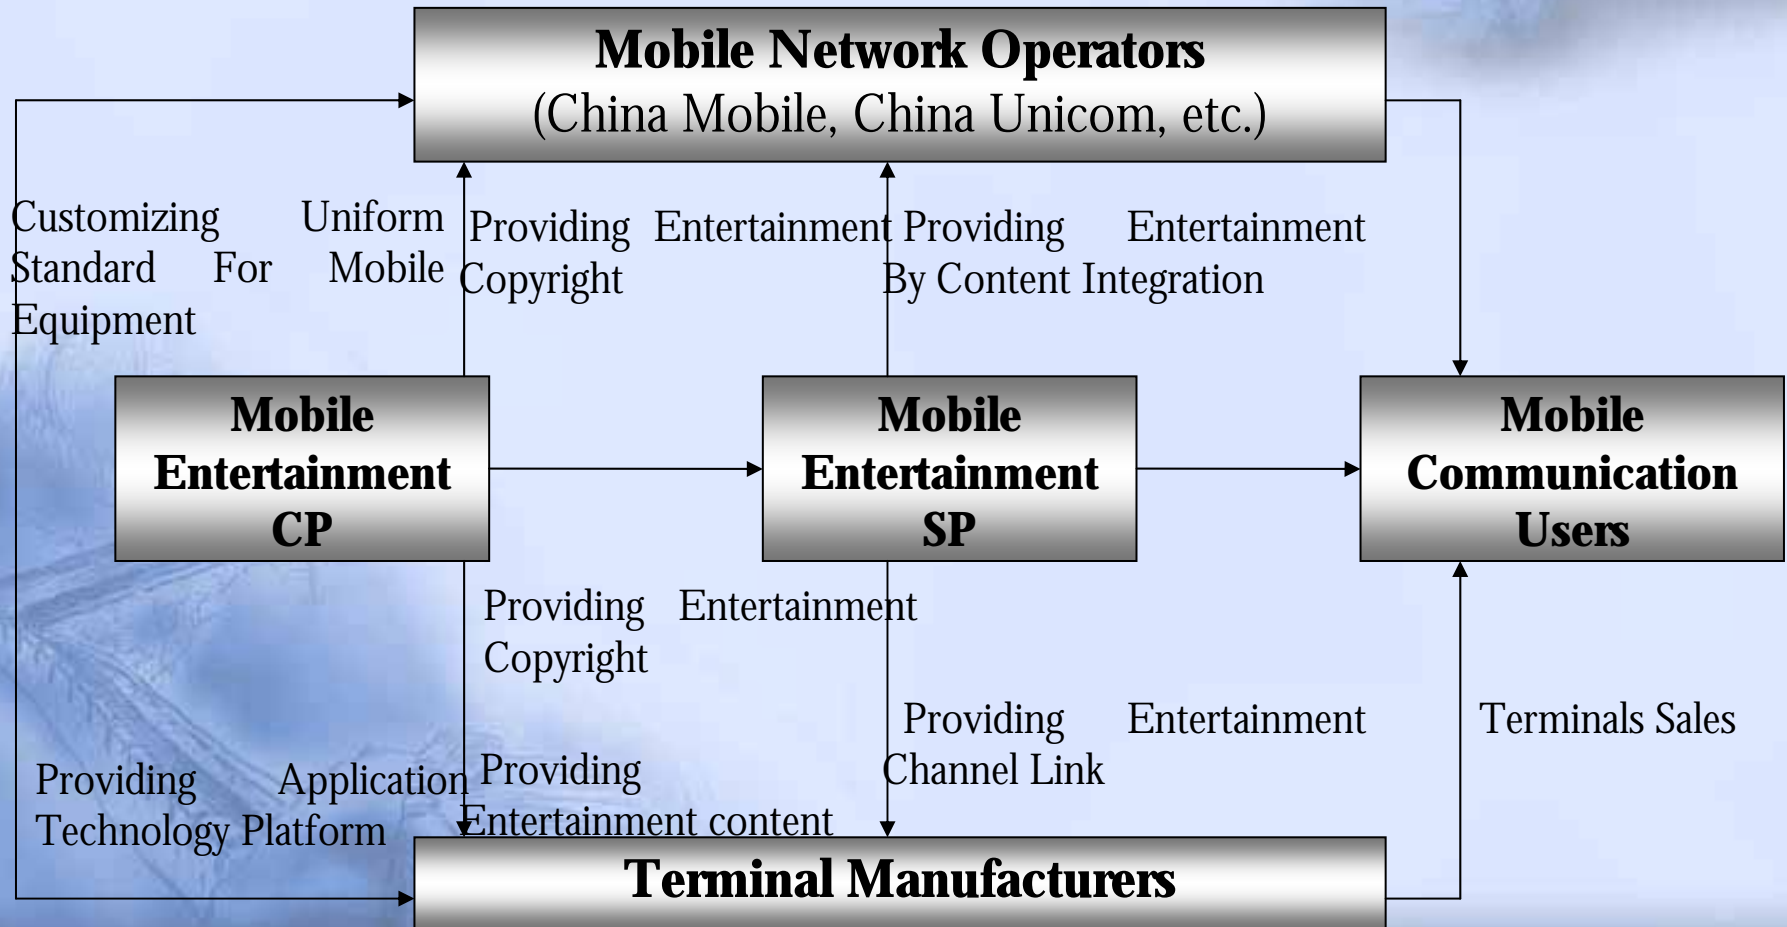 Mobile Network Operators
(China Mobile, China Unicom, etc.)
Customizing Uniform
Standard For Mobile
Equipment
Providing Entertainment
Copyright
Providing Entertainment
By Content Integration
Mobile
Entertainment
CP
Mobile
Entertainment
SP
Mobile
Communication
Users
Providing Entertainment
Copyright
Providing Entertainment
Channel Link
Terminals Sales
Providing Application
Technology Platform
Providing
Entertainment content
Terminal Manufacturers